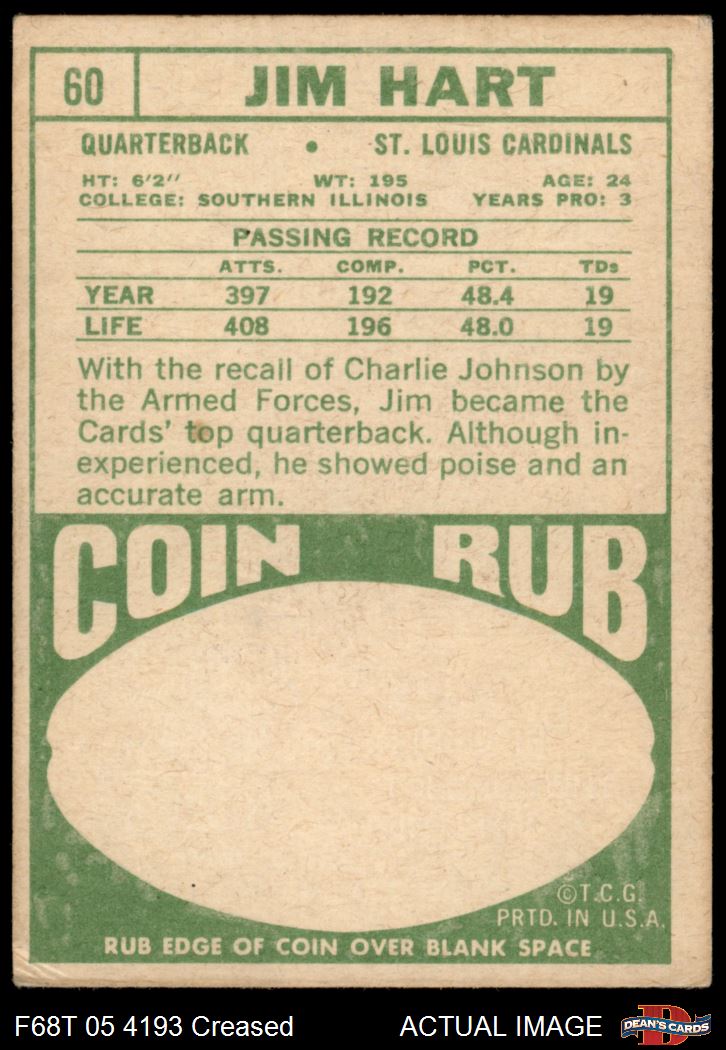 60 JIM HART
QUARTERBACK • ST. LOUIS CARDINALS
HT: 6'2" WT: 195 AGE: 24
COLLEGE: SOUTHERN ILLINOIS YEARS PRO: 3
PASSING RECORD
ATTS. COMP. PCT. TDs
YEAR 397 192 48.4 19
LIFE 408 196 48.0 19
With the recall of Charlie Johnson by
the Armed Forces, Jim became the
Cards' top quarterback. Although in-
experienced, he showed poise and an
accurate arm.
COIN RUB
©T.C.G.
PRTD. IN U.S.A.
RUB EDGE OF COIN OVER BLANK SPACE
F68T 05 4193 Creased ACTUAL IMAGE D DEAN'S CARDS